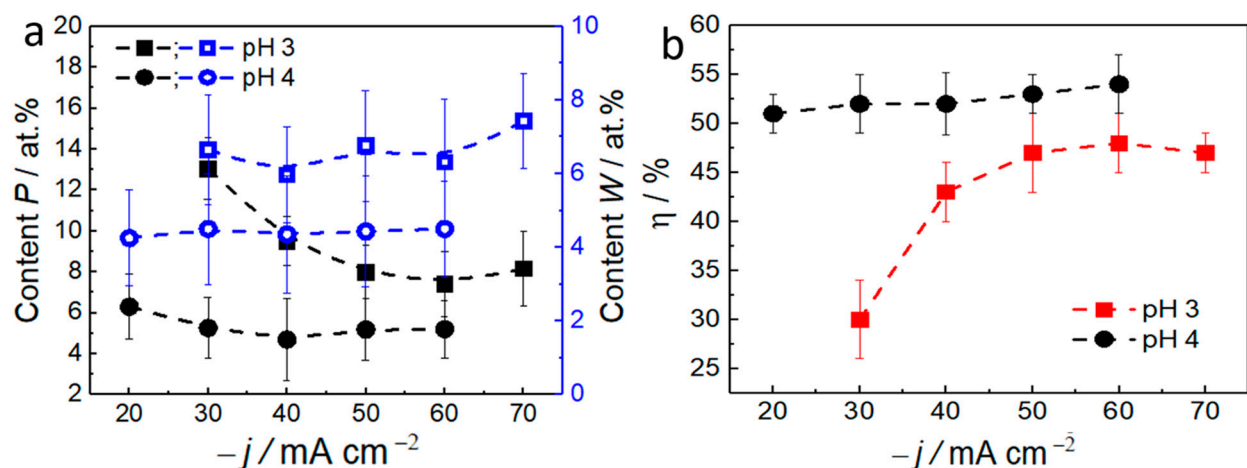 a
Content P / at.%
20
18
16
14
12
10
8
6
4
2
; pH 3
; pH 4
10
8
6
4
2
0
Content W / at.%
20 30 40 50 60 70
– j / mA cm –2
b
η / %
60
55
50
45
40
35
30
25
pH 3
pH 4
20 30 40 50 60 70
– j / mA cm –2